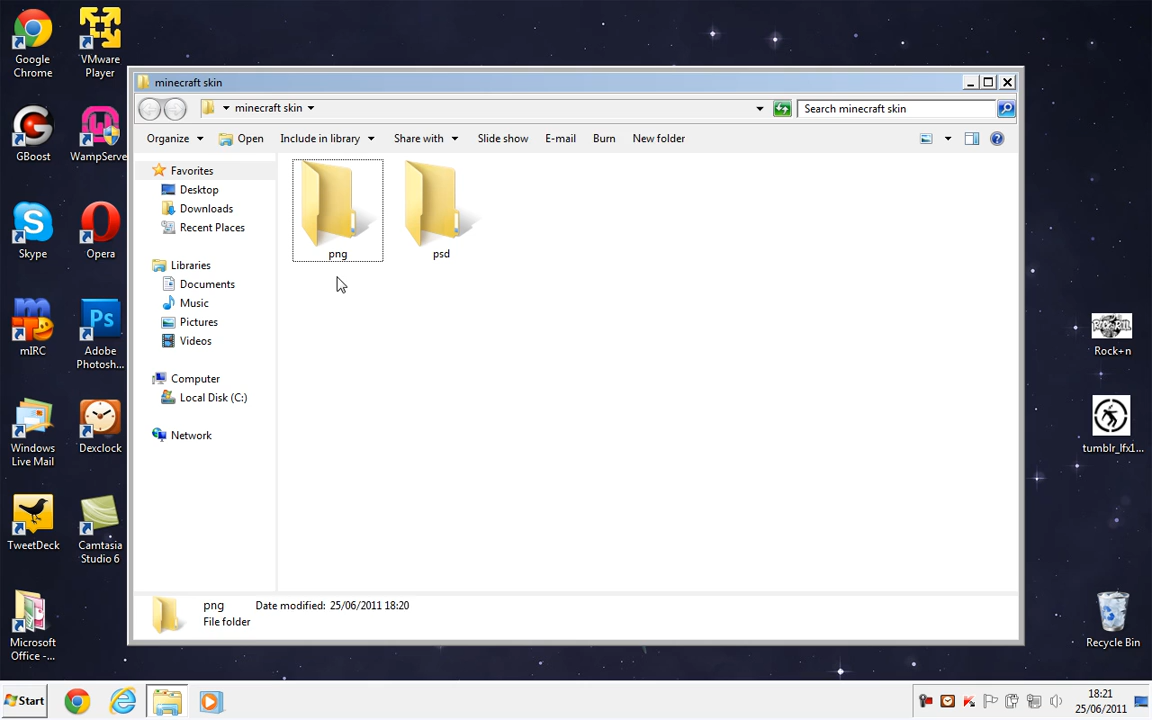 Google
Chrome
VMware
Player
GBoost
WampServe
Skype
Opera
mIRC
Ps
Adobe
Photosh...
Windows
Live Mail
Dexclock
TweetDeck
Camtasia
Studio 6
Microsoft
Office -...
minecraft skin
minecraft skin
Search minecraft skin
Organize
Open
Include in library
Share with
Slide show
E-mail
Burn
New folder
Favorites
Desktop
Downloads
Recent Places
Libraries
Documents
Music
Pictures
Videos
Computer
Local Disk (C:)
Network
png
psd
png
Date modified: 25/06/2011 18:20
File folder
Rock+n
tumblr_lfx1...
Recycle Bin
Start
18:21
25/06/2011